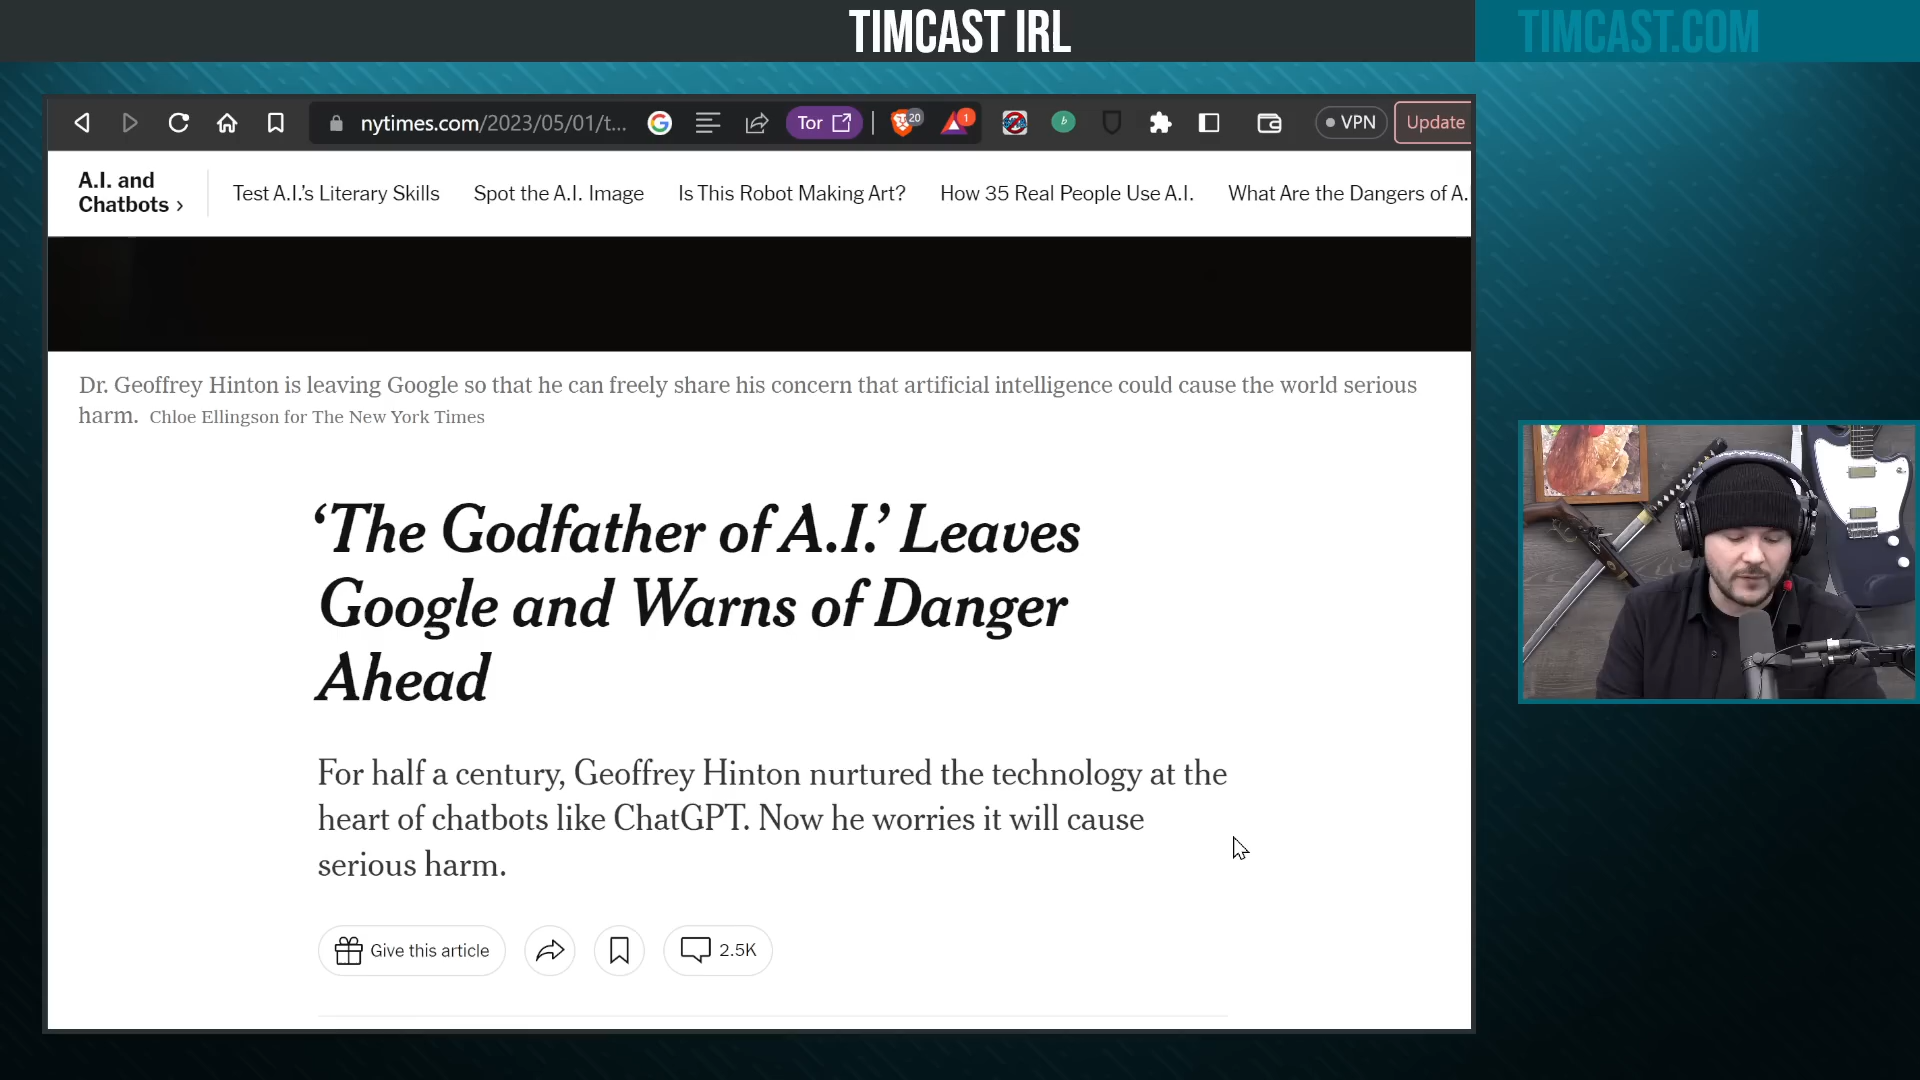 TIMCAST IRL
TIMCAST.COM
nytimes.com/2023/05/01/t...
Tor
20
1
b
VPN
Update
A.I. and
Chatbots ›
Test A.I.’s Literary Skills
Spot the A.I. Image
Is This Robot Making Art?
How 35 Real People Use A.I.
What Are the Dangers of A.
Dr. Geoffrey Hinton is leaving Google so that he can freely share his concern that artificial intelligence could cause the world serious
harm. Chloe Ellingson for The New York Times
‘The Godfather of A.I.’ Leaves
Google and Warns of Danger
Ahead
For half a century, Geoffrey Hinton nurtured the technology at the
heart of chatbots like ChatGPT. Now he worries it will cause
serious harm.
Give this article
2.5K